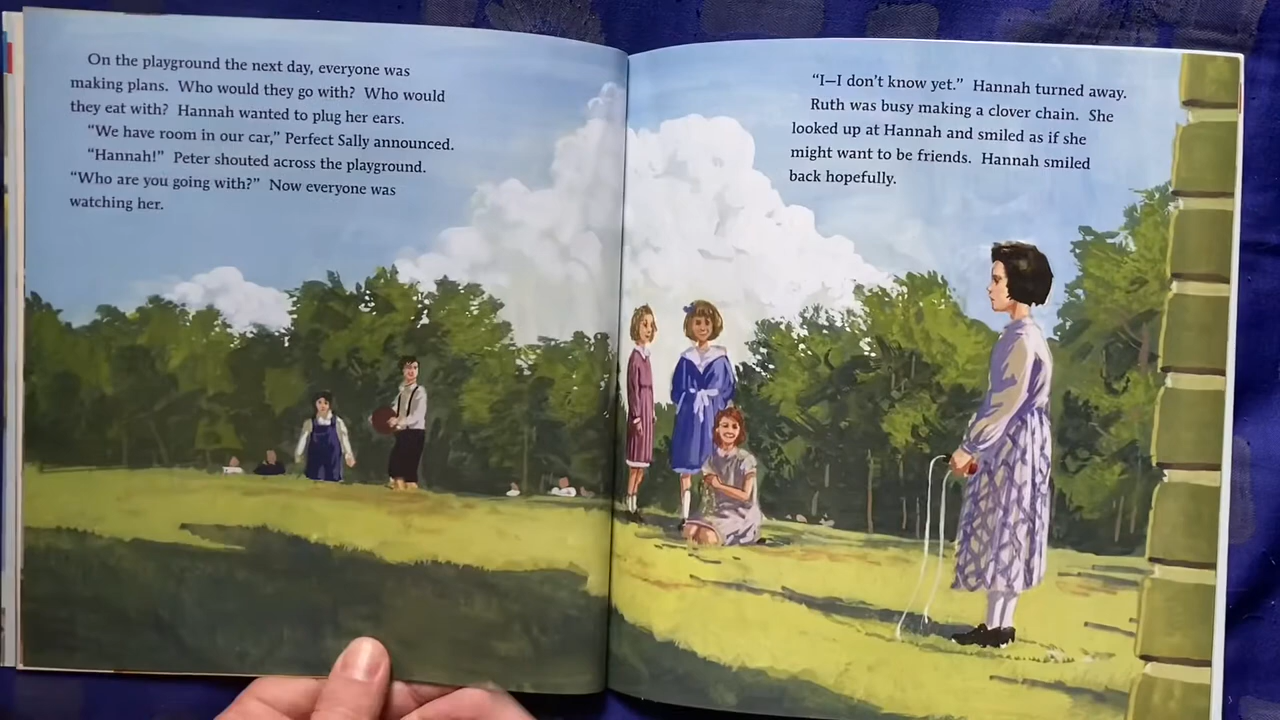 On the playground the next day, everyone was
making plans. Who would they go with? Who would
they eat with? Hannah wanted to plug her ears.
“We have room in our car,” Perfect Sally announced.
“Hannah!” Peter shouted across the playground.
“Who are you going with?” Now everyone was
watching her.
“I—I don’t know yet.” Hannah turned away.
Ruth was busy making a clover chain. She
looked up at Hannah and smiled as if she
might want to be friends. Hannah smiled
back hopefully.